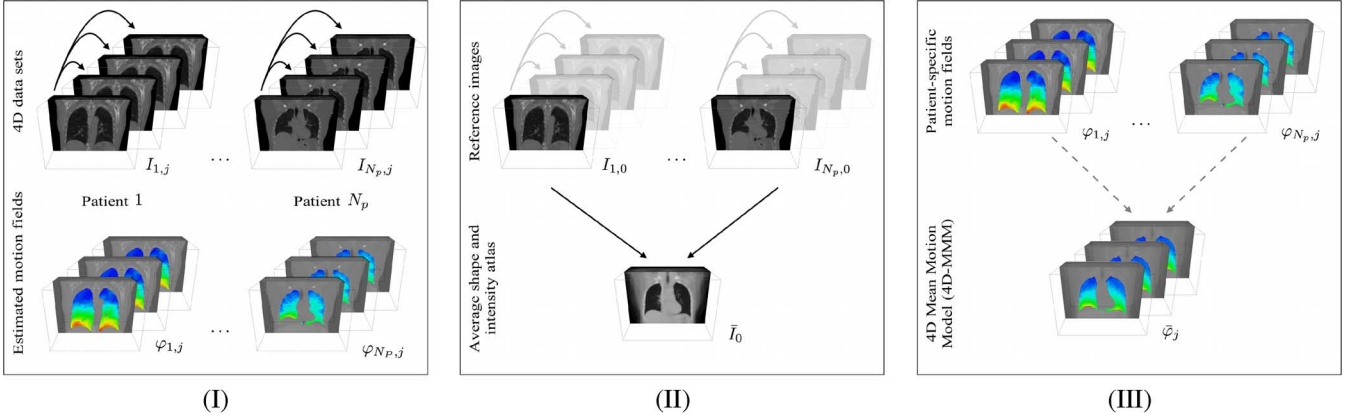 4D data sets
I_{1,j}
. . .
I_{N_p,j}
Patient 1
Patient N_p
Estimated motion fields
φ_{1,j}
. . .
φ_{N_P,j}
(I)
Reference images
I_{1,0}
. . .
I_{N_p,0}
Average shape and
intensity atlas
Ī_0
(II)
Patient-specific
motion fields
φ_{1,j}
. . .
φ_{N_p,j}
4D Mean Motion
Model (4D-MMM)
φ̄_j
(III)